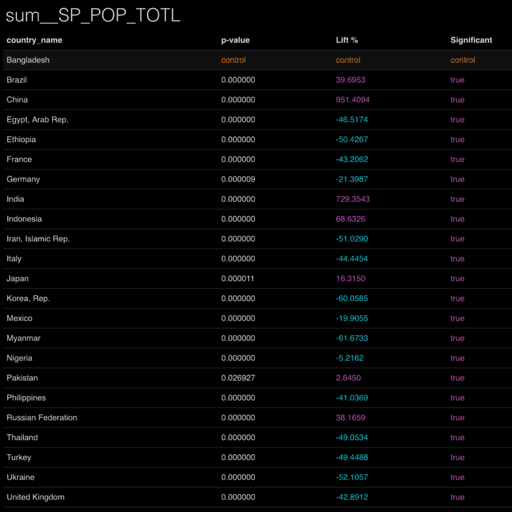 sum__SP_POP_TOTL
country_name p-value Lift % Significant
Bangladesh control control control
Brazil 0.000000 39.6953 true
China 0.000000 951.4094 true
Egypt, Arab Rep. 0.000000 -46.5174 true
Ethiopia 0.000000 -50.4267 true
France 0.000000 -43.2062 true
Germany 0.000009 -21.3987 true
India 0.000000 729.3543 true
Indonesia 0.000000 68.6326 true
Iran, Islamic Rep. 0.000000 -51.0290 true
Italy 0.000000 -44.4454 true
Japan 0.000011 16.3150 true
Korea, Rep. 0.000000 -60.0585 true
Mexico 0.000000 -19.9055 true
Myanmar 0.000000 -61.6733 true
Nigeria 0.000000 -5.2162 true
Pakistan 0.026927 2.6450 true
Philippines 0.000000 -41.0369 true
Russian Federation 0.000000 38.1659 true
Thailand 0.000000 -49.0534 true
Turkey 0.000000 -49.4488 true
Ukraine 0.000000 -52.1057 true
United Kingdom 0.000000 -42.8912 true